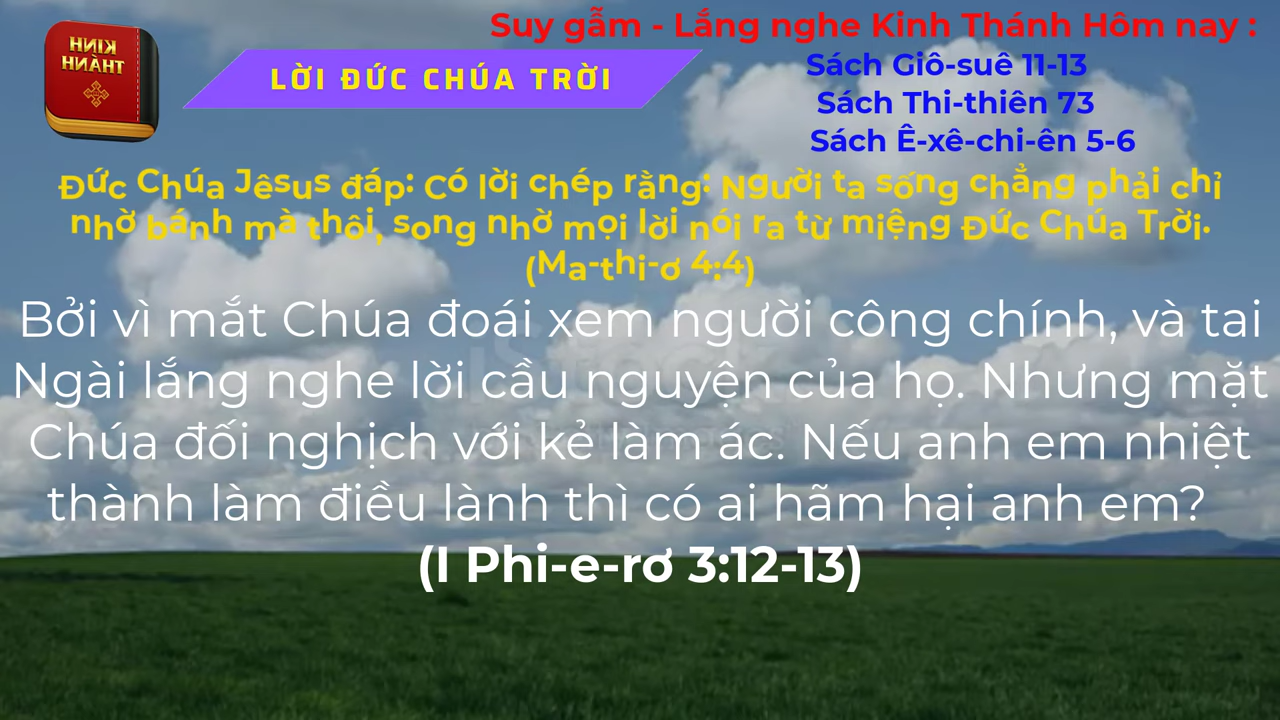 Suy gẫm - Lắng nghe Kinh Thánh Hôm nay :
KINH
THÁNH
LỜI ĐỨC CHÚA TRỜI
Sách Giô-suê 11-13
Sách Thi-thiên 73
Sách Ê-xê-chi-ên 5-6
Đức Chúa Jêsus đáp: Có lời chép rằng: Người ta sống chẳng phải chỉ
nhờ bánh mà thôi, song nhờ mọi lời nói ra từ miệng Đức Chúa Trời.
(Ma-thi-ơ 4:4)
Bởi vì mắt Chúa đoái xem người công chính, và tai
Ngài lắng nghe lời cầu nguyện của họ. Nhưng mặt
Chúa đối nghịch với kẻ làm ác. Nếu anh em nhiệt
thành làm điều lành thì có ai hãm hại anh em?
(I Phi-e-rơ 3:12-13)